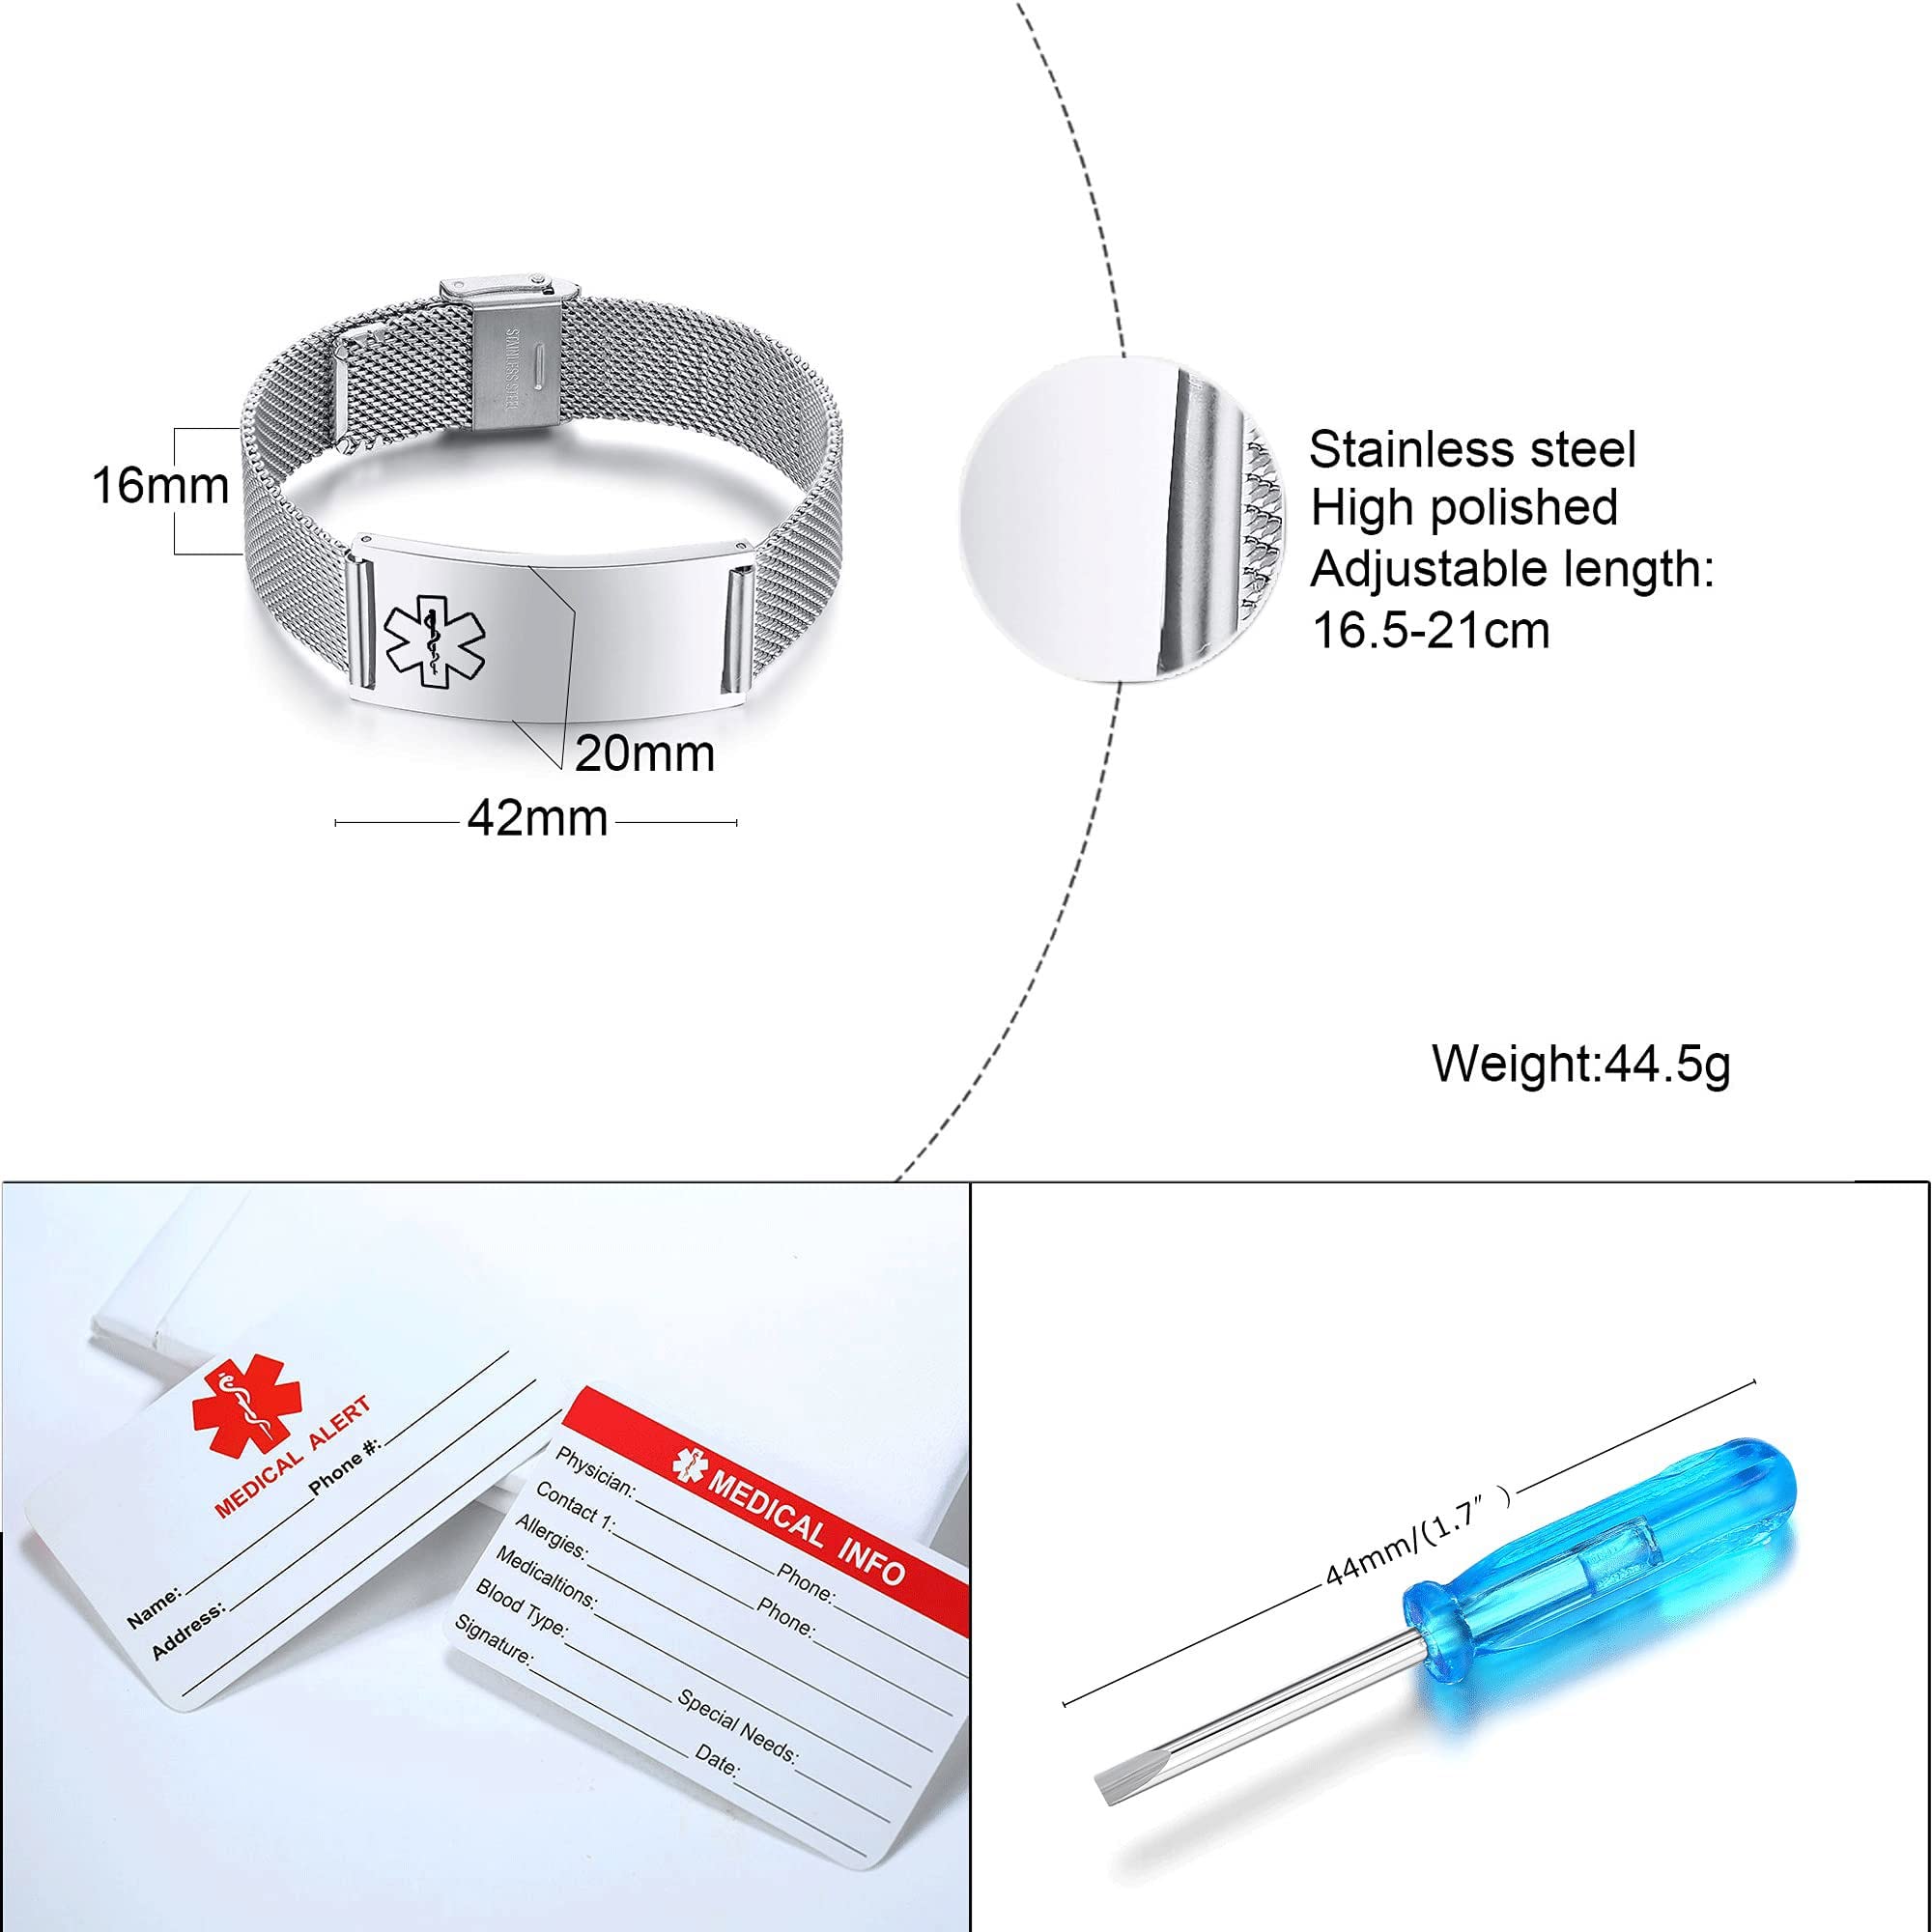 STAINLESS STEEL
16mm
20mm
42mm
Stainless steel
High polished
Adjustable length:
16.5-21cm
Weight:44.5g
MEDICAL ALERT
Name: Phone #:
Address:
MEDICAL INFO
Physician: Phone:
Contact 1: Phone:
Allergies:
Medicaltions:
Blood Type: Special Needs:
Signature: Date:
44mm/(1.7")